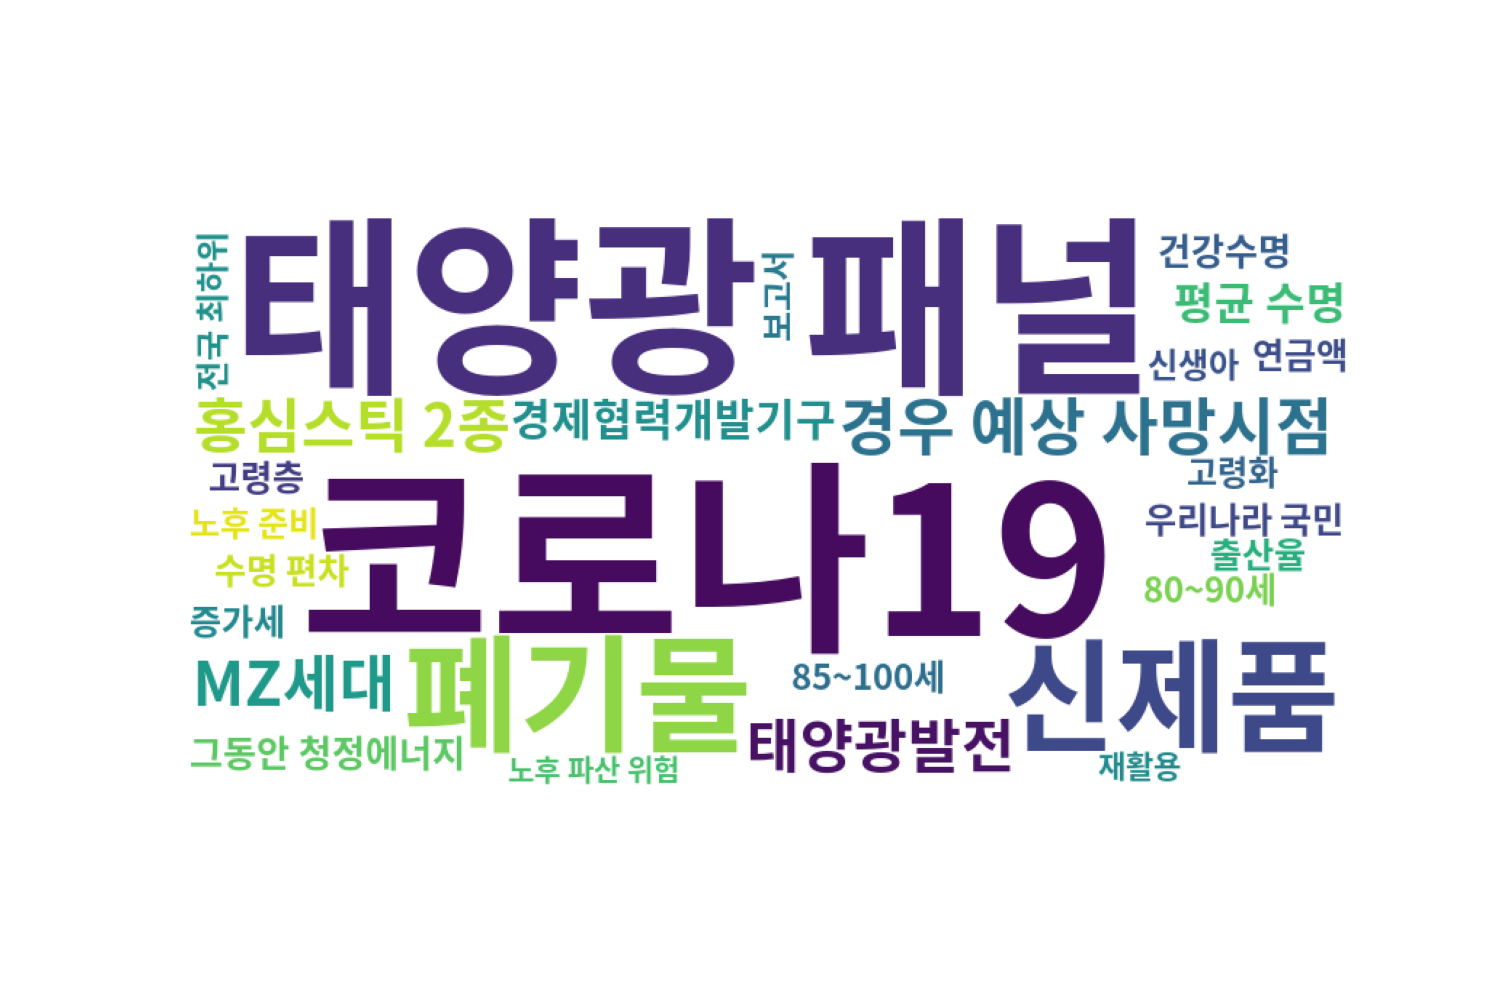 태양광 패널
전국 최하위
보고서
건강수명
평균 수명
신생아
연금액
홍심스틱 2종
경제협력개발기구
경우 예상 사망시점
고령층
코로나19
고령화
노후 준비
우리나라 국민
수명 편차
출산율
80~90세
증가세
MZ세대
폐기물
85~100세
신제품
태양광발전
그동안 청정에너지
노후 파산 위험
재활용